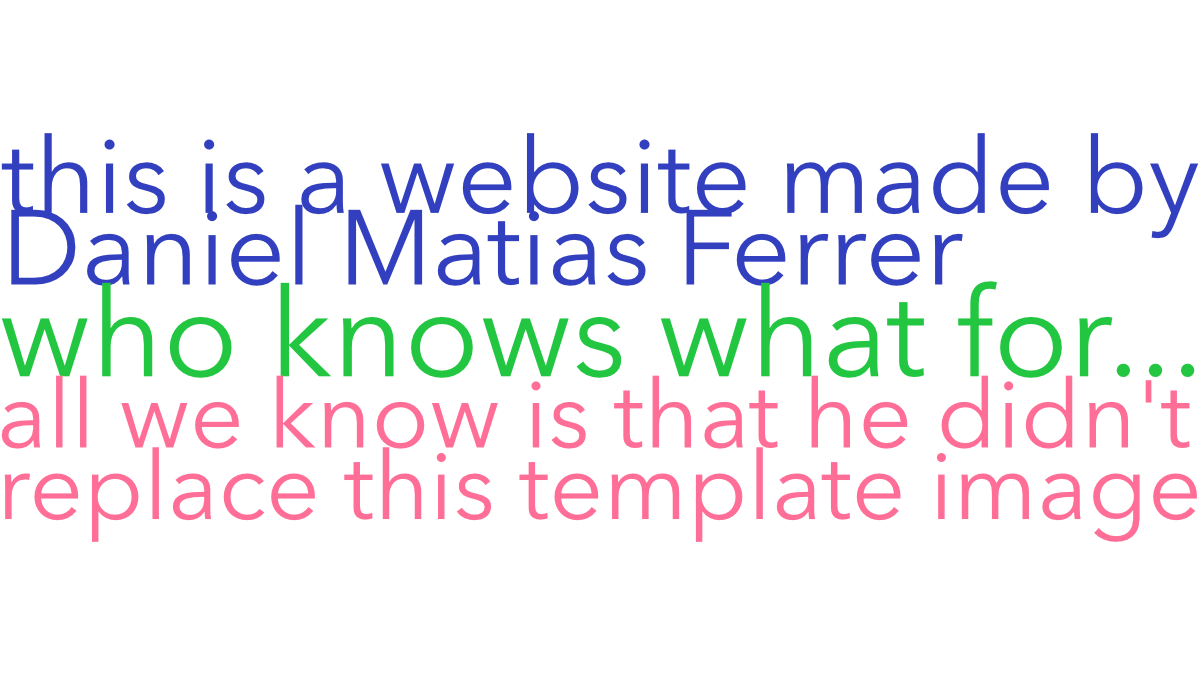 this is a website made by
Daniel Matias Ferrer
who knows what for...
all we know is that he didn't
replace this template image